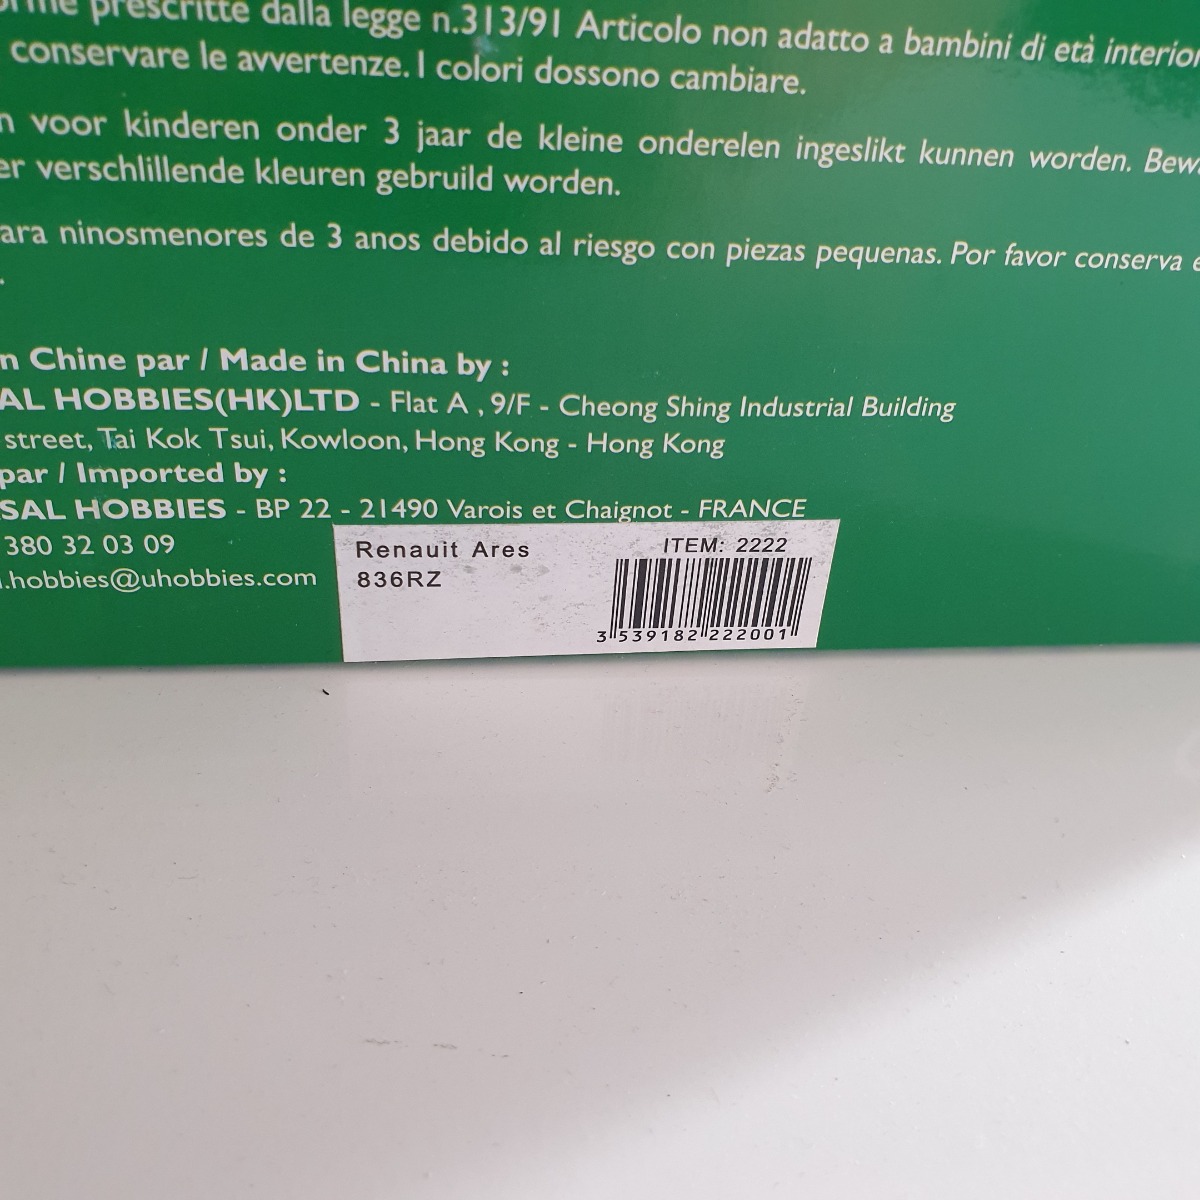 prescritte dalla legge n.313/91 Articolo non adatto a bambini di età interior
conservare le avvertenze. I colori dossono cambiare.
n voor kinderen onder 3 jaar de kleine onderelen ingeslikt kunnen worden. Bew
er verschlillende kleuren gebruild worden.
ara ninosmenores de 3 anos debido al riesgo con piezas pequenas. Por favor conserva e
.
n Chine par / Made in China by :
AL HOBBIES(HK)LTD - Flat A , 9/F - Cheong Shing Industrial Building
street, Tai Kok Tsui, Kowloon, Hong Kong - Hong Kong
par / Imported by :
SAL HOBBIES - BP 22 - 21490 Varois et Chaignot - FRANCE
380 32 03 09
l.hobbies@uhobbies.com
Renauit Ares
836RZ
ITEM: 2222
3 539182 222001